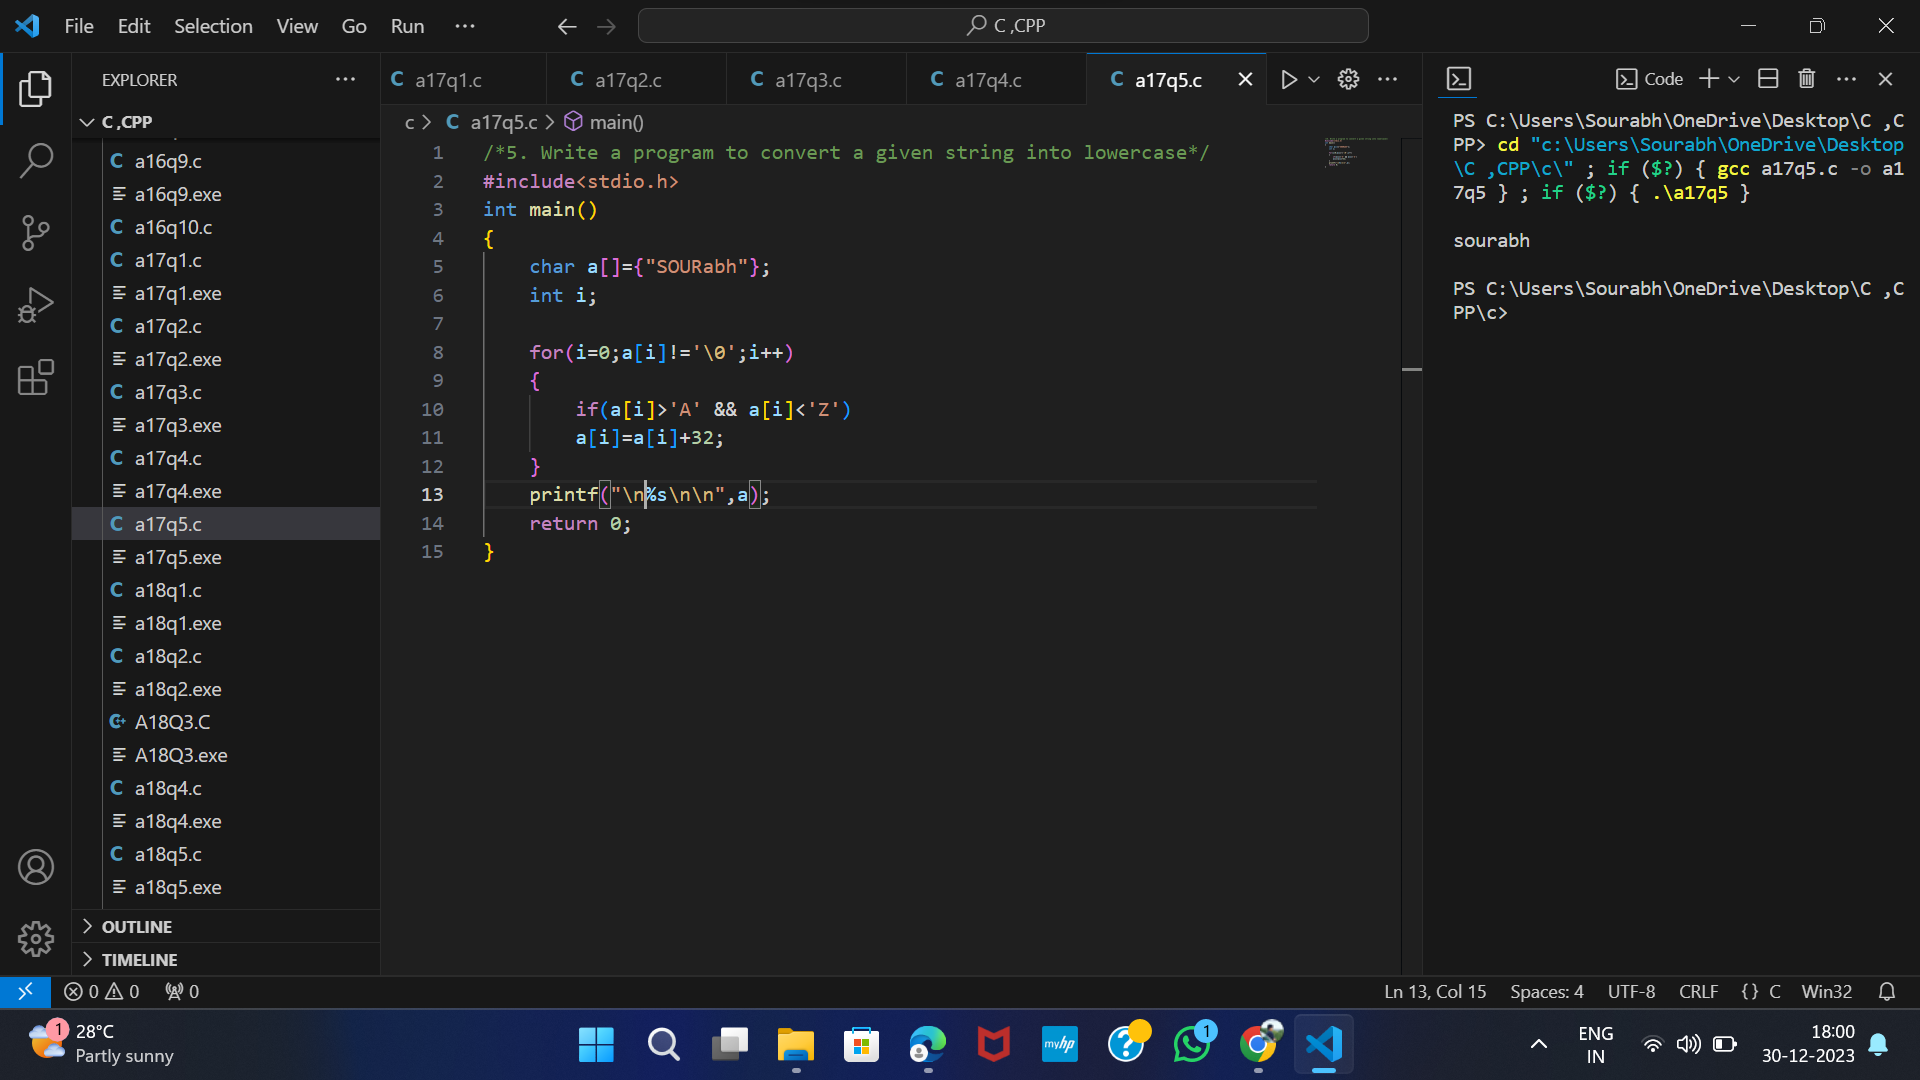 File Edit Selection View Go Run ··· C ,CPP
EXPLORER
C ,CPP
a16q9.c
a16q9.exe
a16q10.c
a17q1.c
a17q1.exe
a17q2.c
a17q2.exe
a17q3.c
a17q3.exe
a17q4.c
a17q4.exe
a17q5.c
a17q5.exe
a18q1.c
a18q1.exe
a18q2.c
a18q2.exe
A18Q3.C
A18Q3.exe
a18q4.c
a18q4.exe
a18q5.c
a18q5.exe
OUTLINE
TIMELINE
a17q1.c a17q2.c a17q3.c a17q4.c a17q5.c
c > C a17q5.c > main()
1 /*5. Write a program to convert a given string into lowercase*/
2 #include<stdio.h>
3 int main()
4 {
5     char a[]={"SOURabh"};
6     int i;
7
8     for(i=0;a[i]!='\0';i++)
9     {
10         if(a[i]>'A' && a[i]<'Z')
11         a[i]=a[i]+32;
12     }
13     printf("\n%s\n\n",a);
14     return 0;
15 }
Code
PS C:\Users\Sourabh\OneDrive\Desktop\C ,C
PP> cd "c:\Users\Sourabh\OneDrive\Desktop
\C ,CPP\c\" ; if ($?) { gcc a17q5.c -o a1
7q5 } ; if ($?) { .\a17q5 }
sourabh
PS C:\Users\Sourabh\OneDrive\Desktop\C ,C
PP\c>
0 0 0 Ln 13, Col 15 Spaces: 4 UTF-8 CRLF {} C Win32
1 28°C
Partly sunny
myhp
?
1
ENG
IN
18:00
30-12-2023